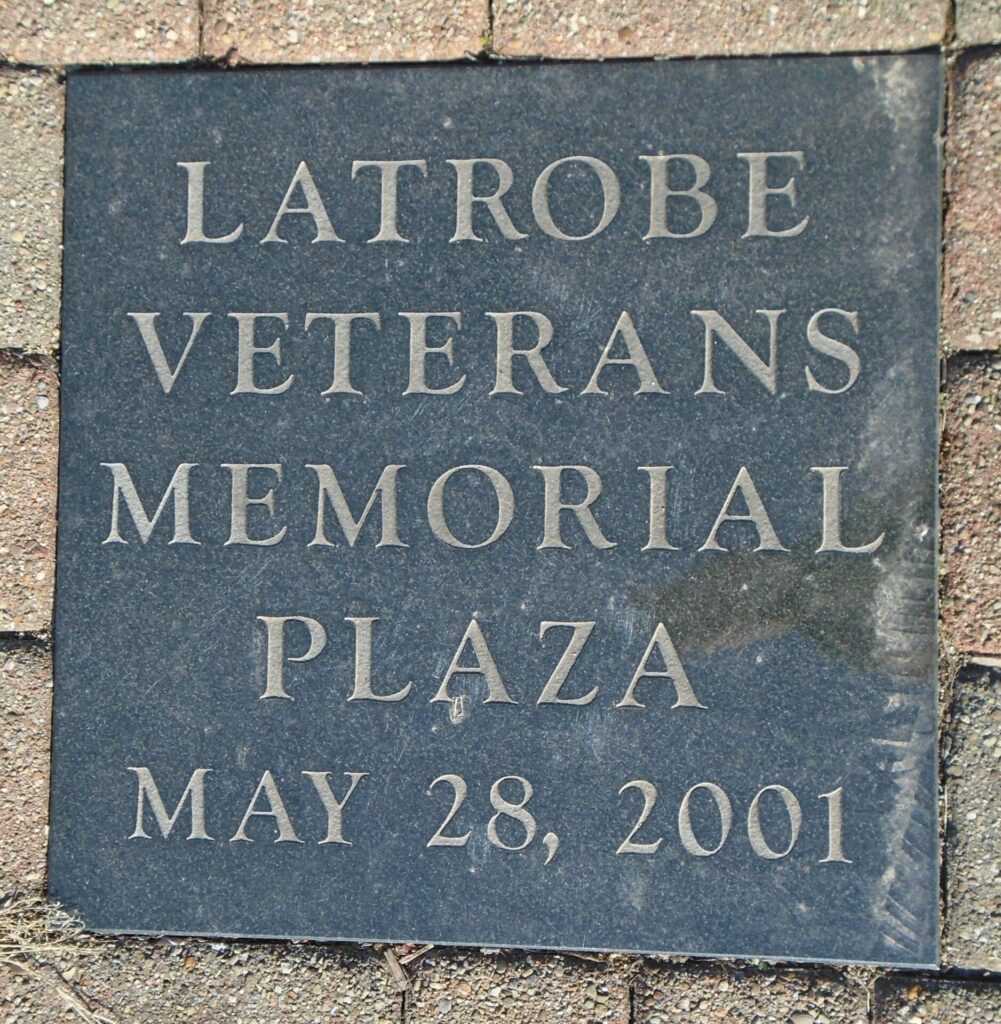 LATROBE
VETERANS
MEMORIAL
PLAZA
MAY 28, 2001